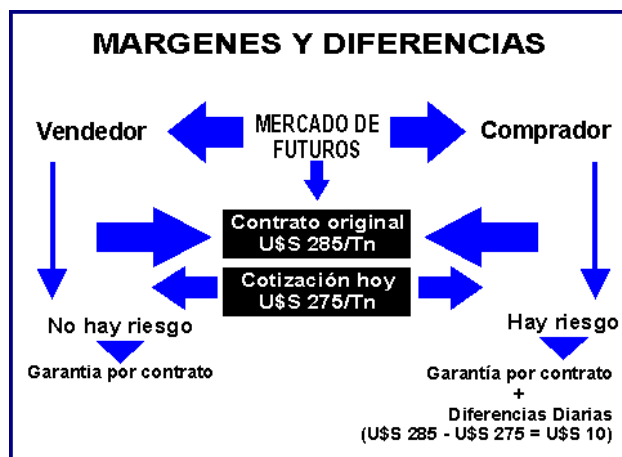 MARGENES Y DIFERENCIAS
Vendedor
MERCADO DE
FUTUROS
Comprador
Contrato original
U$S 285/Tn
Cotización hoy
U$S 275/Tn
No hay riesgo
Garantia por contrato
Hay riesgo
Garantía por contrato
+
Diferencias Diarias
(U$S 285 - U$S 275 = U$S 10)